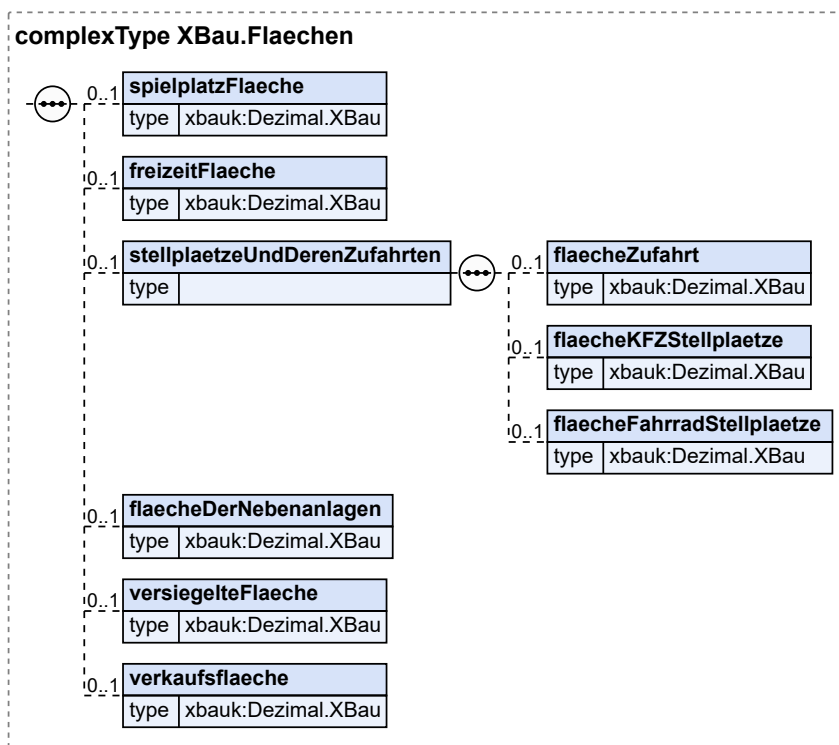 complexType XBau.Flaechen
0..1
spielplatzFlaeche
type xbauk:Dezimal.XBau
0..1
freizeitFlaeche
type xbauk:Dezimal.XBau
0..1
stellplaetzeUndDerenZufahrten
type
0..1
flaecheZufahrt
type xbauk:Dezimal.XBau
0..1
flaecheKFZStellplaetze
type xbauk:Dezimal.XBau
0..1
flaecheFahrradStellplaetze
type xbauk:Dezimal.XBau
0..1
flaecheDerNebenanlagen
type xbauk:Dezimal.XBau
0..1
versiegelteFlaeche
type xbauk:Dezimal.XBau
0..1
verkaufsflaeche
type xbauk:Dezimal.XBau